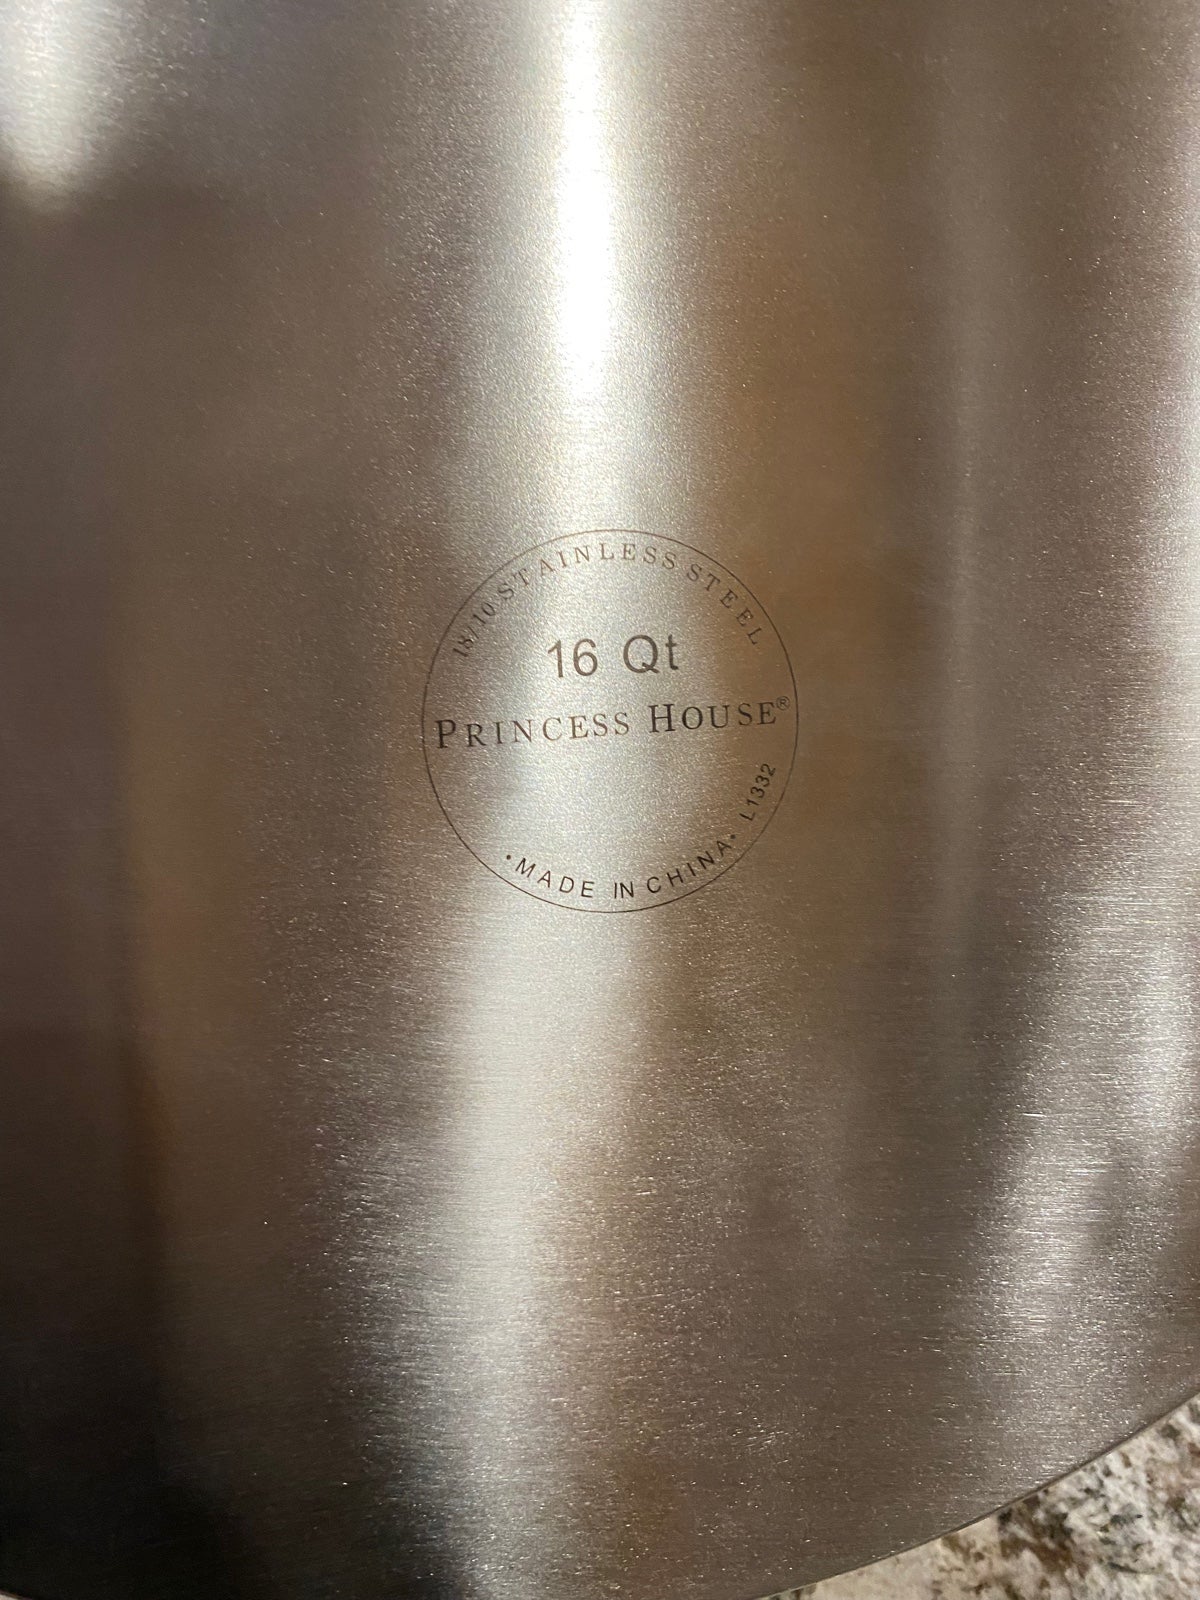 18/10 STAINLESS STEEL
16 Qt
PRINCESS HOUSE®
L1332
•MADE IN CHINA•